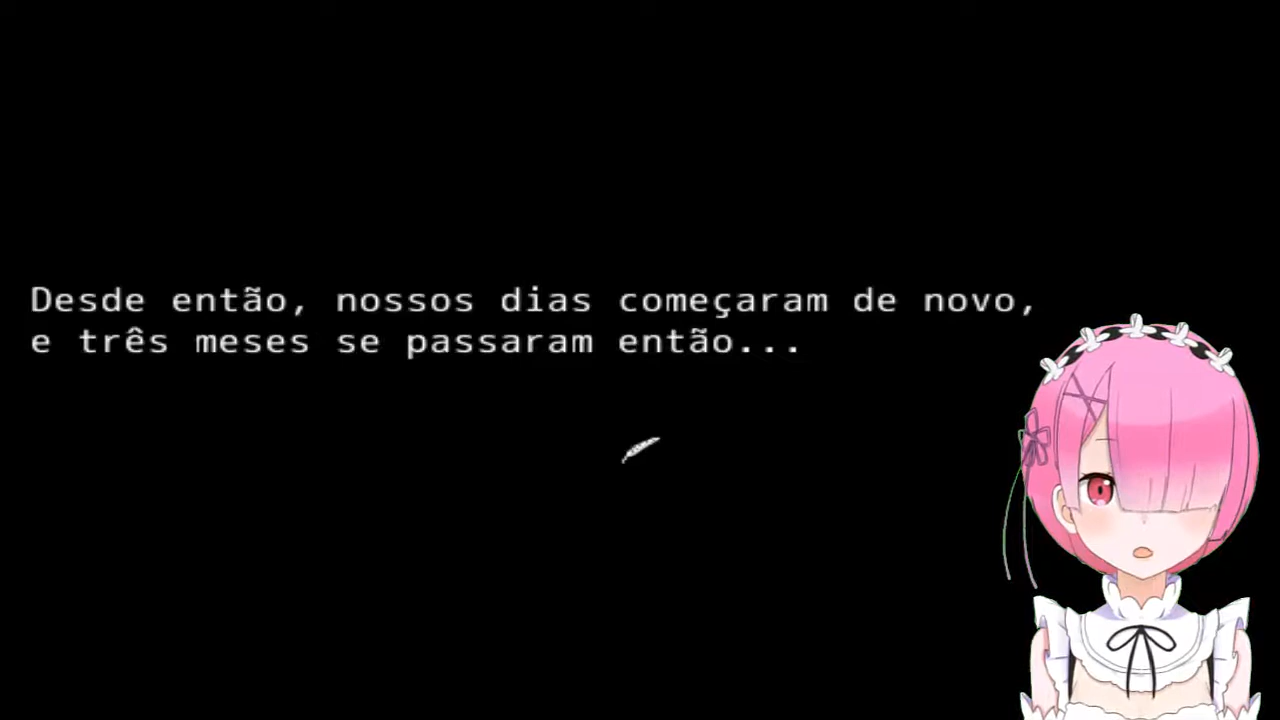 Desde então, nossos dias começaram de novo,
e três meses se passaram então...